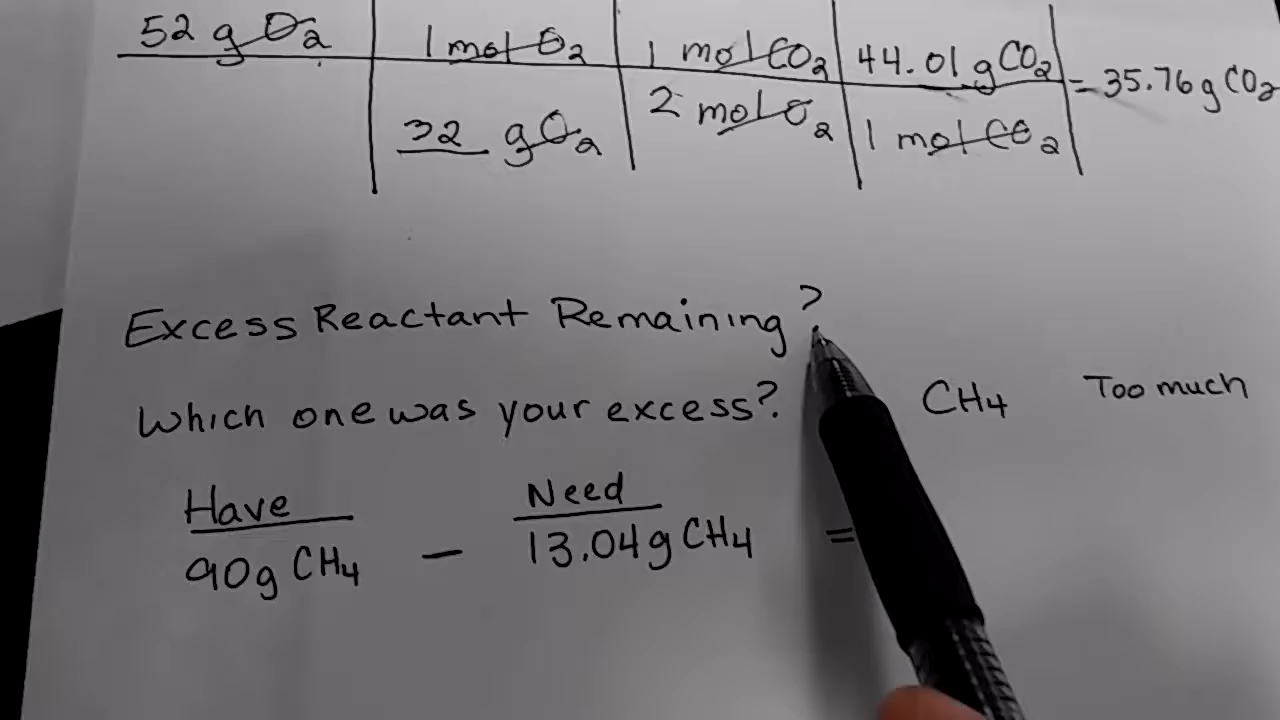 52 g O2 1 mol O2 1 mol CO2 44.01 g CO2 = 35.76 g CO2
32 g O2 2 mol O2 1 mol CO2
Excess Reactant Remaining?
Which one was your excess? CH4 Too much
Have Need
90g CH4 − 13.04g CH4 =